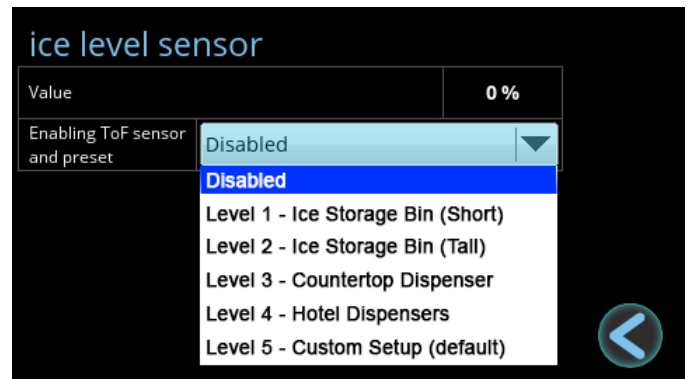 ice level sensor
Value
0 %
Enabling ToF sensor
and preset
Disabled
Disabled
Level 1 - Ice Storage Bin (Short)
Level 2 - Ice Storage Bin (Tall)
Level 3 - Countertop Dispenser
Level 4 - Hotel Dispensers
Level 5 - Custom Setup (default)